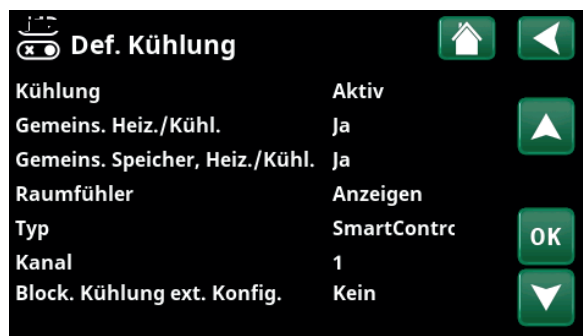 Def. Kühlung
Kühlung Aktiv
Gemeins. Heiz./Kühl. Ja
Gemeins. Speicher, Heiz./Kühl. Ja
Raumfühler Anzeigen
Typ SmartContro
Kanal 1
Block. Kühlung ext. Konfig. Kein
OK